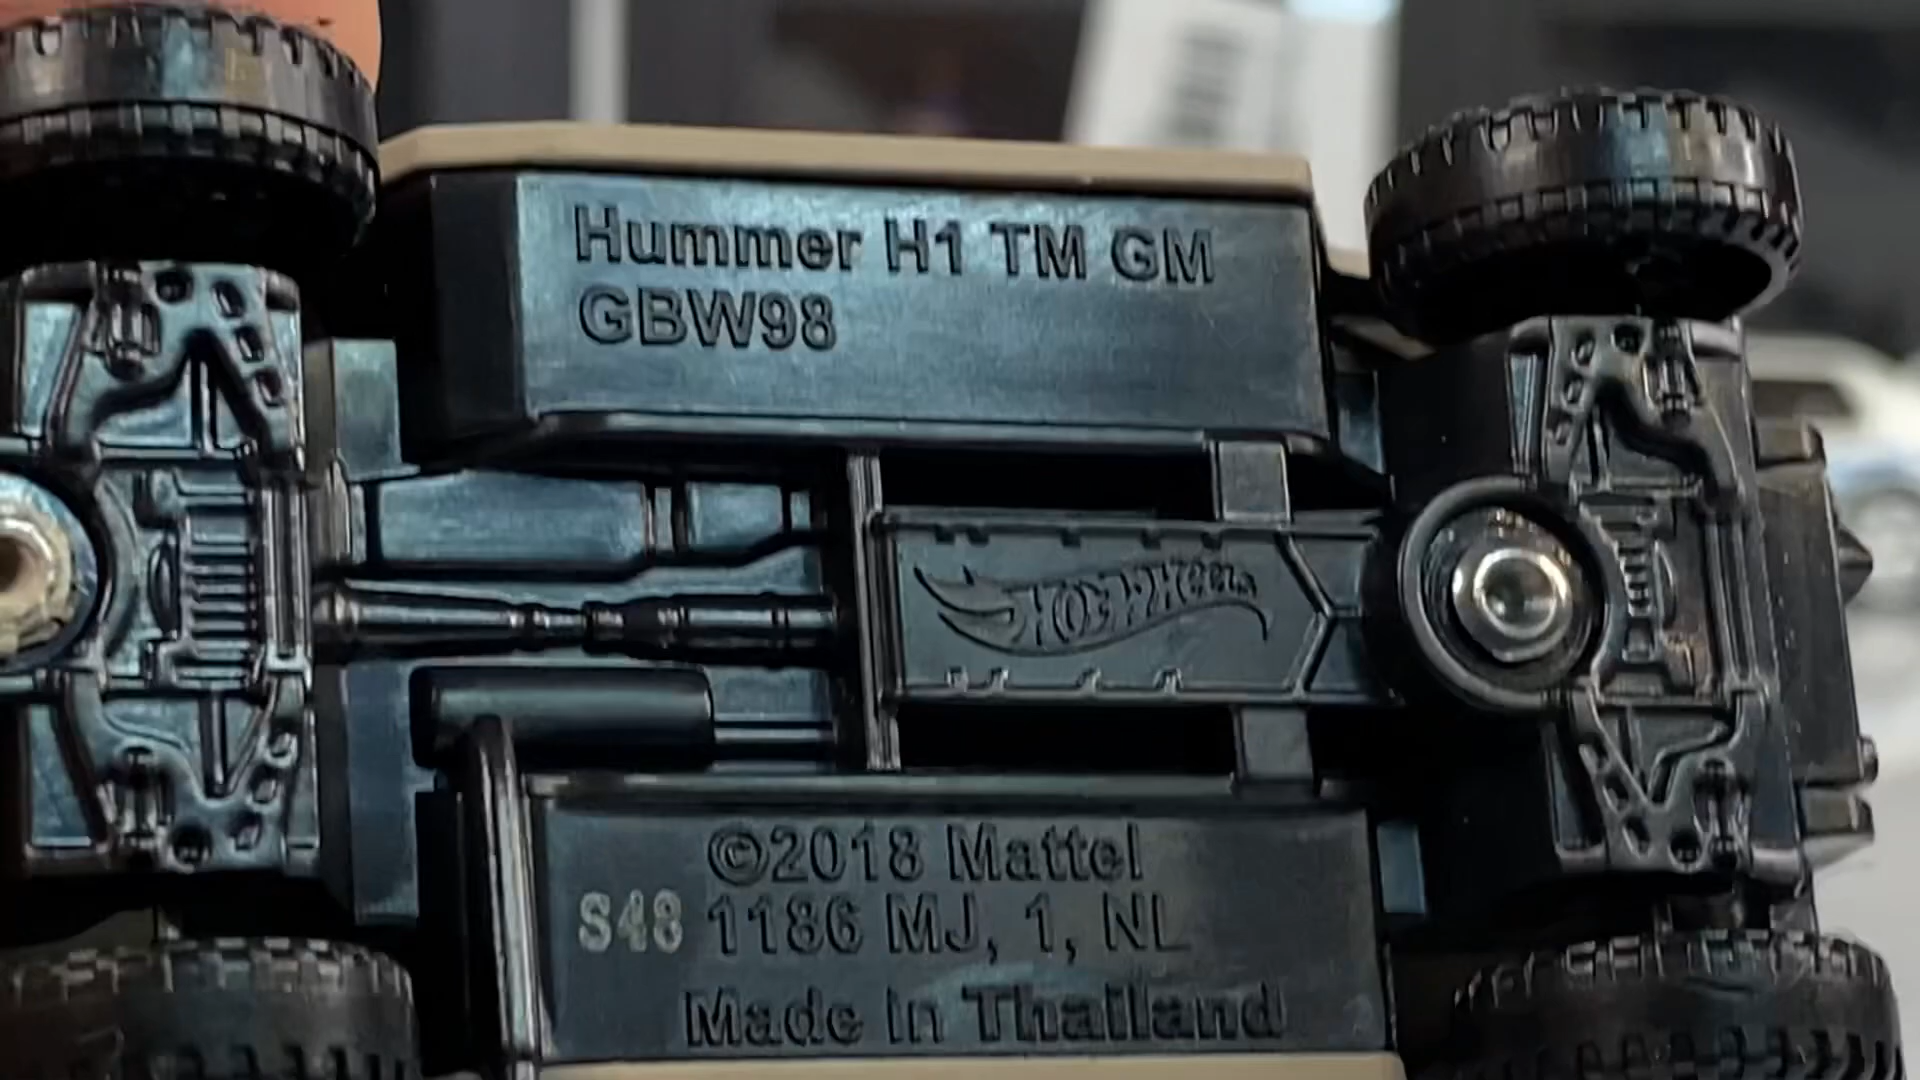 Hummer H1 TM GM
GBW98
HOT WHEELS
©2018 Mattel
S48 1186 MJ, 1, NL
Made in Thailand